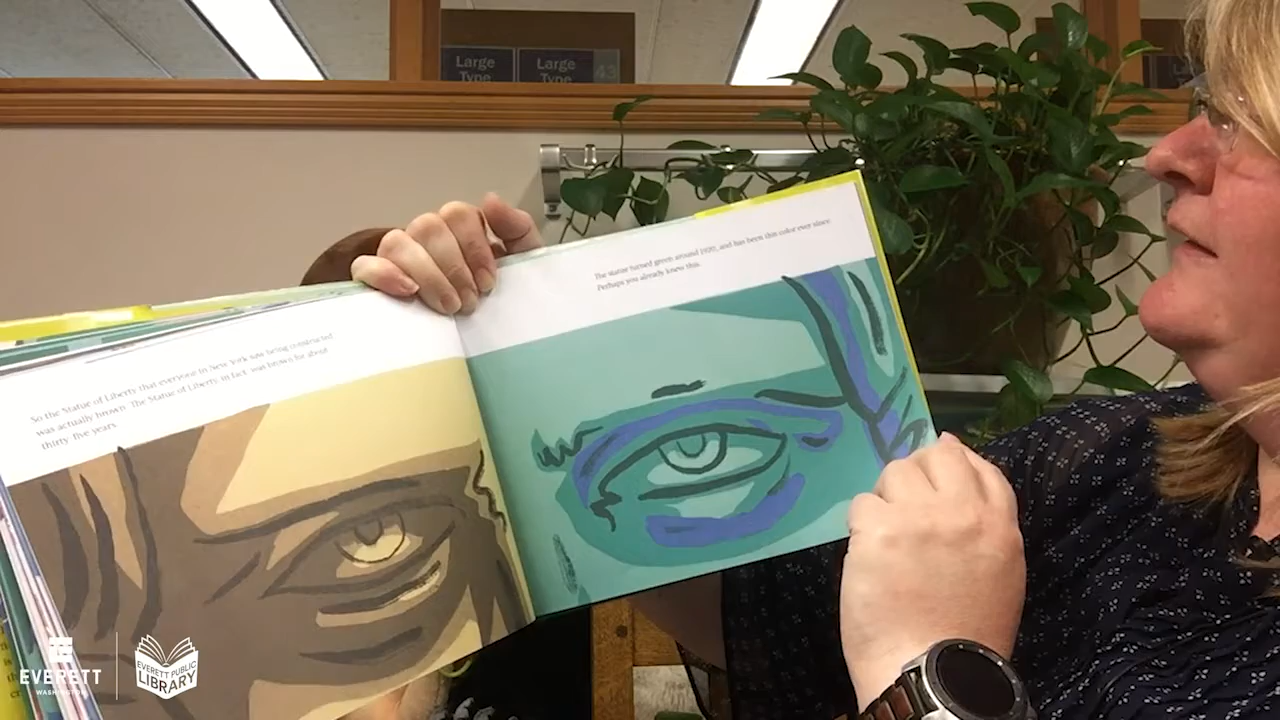 Large
Type
Large
Type
43
So the Statue of Liberty that everyone in New York saw being constructed
was actually brown. The Statue of Liberty, in fact, was brown for about
thirty-five years.
The statue turned green around 1920, and has been this color ever since.
Perhaps you already knew this.
EVERETT
WASHINGTON
EVERETT PUBLIC
LIBRARY